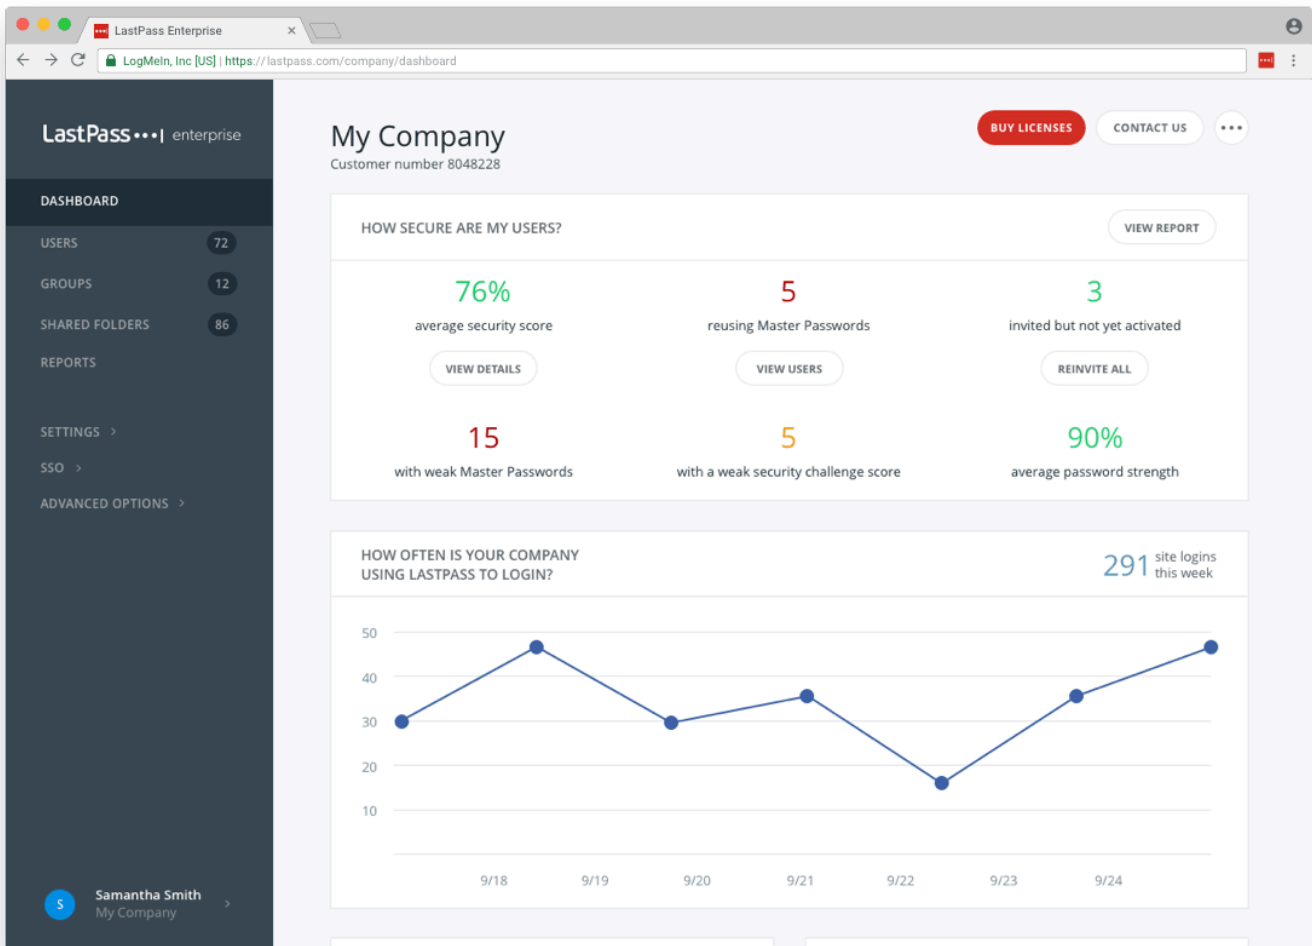 LastPass Enterprise
LogMeIn, Inc [US] | https://lastpass.com/company/dashboard
LastPass •••| enterprise
DASHBOARD
USERS 72
GROUPS 12
SHARED FOLDERS 86
REPORTS
SETTINGS >
SSO >
ADVANCED OPTIONS >
S
Samantha Smith
My Company
My Company
Customer number 8048228
BUY LICENSES CONTACT US •••
HOW SECURE ARE MY USERS? VIEW REPORT
76% 5 3
average security score reusing Master Passwords invited but not yet activated
VIEW DETAILS VIEW USERS REINVITE ALL
15 5 90%
with weak Master Passwords with a weak security challenge score average password strength
HOW OFTEN IS YOUR COMPANY
USING LASTPASS TO LOGIN?
291 site logins
this week
50
40
30
20
10
9/18 9/19 9/20 9/21 9/22 9/23 9/24